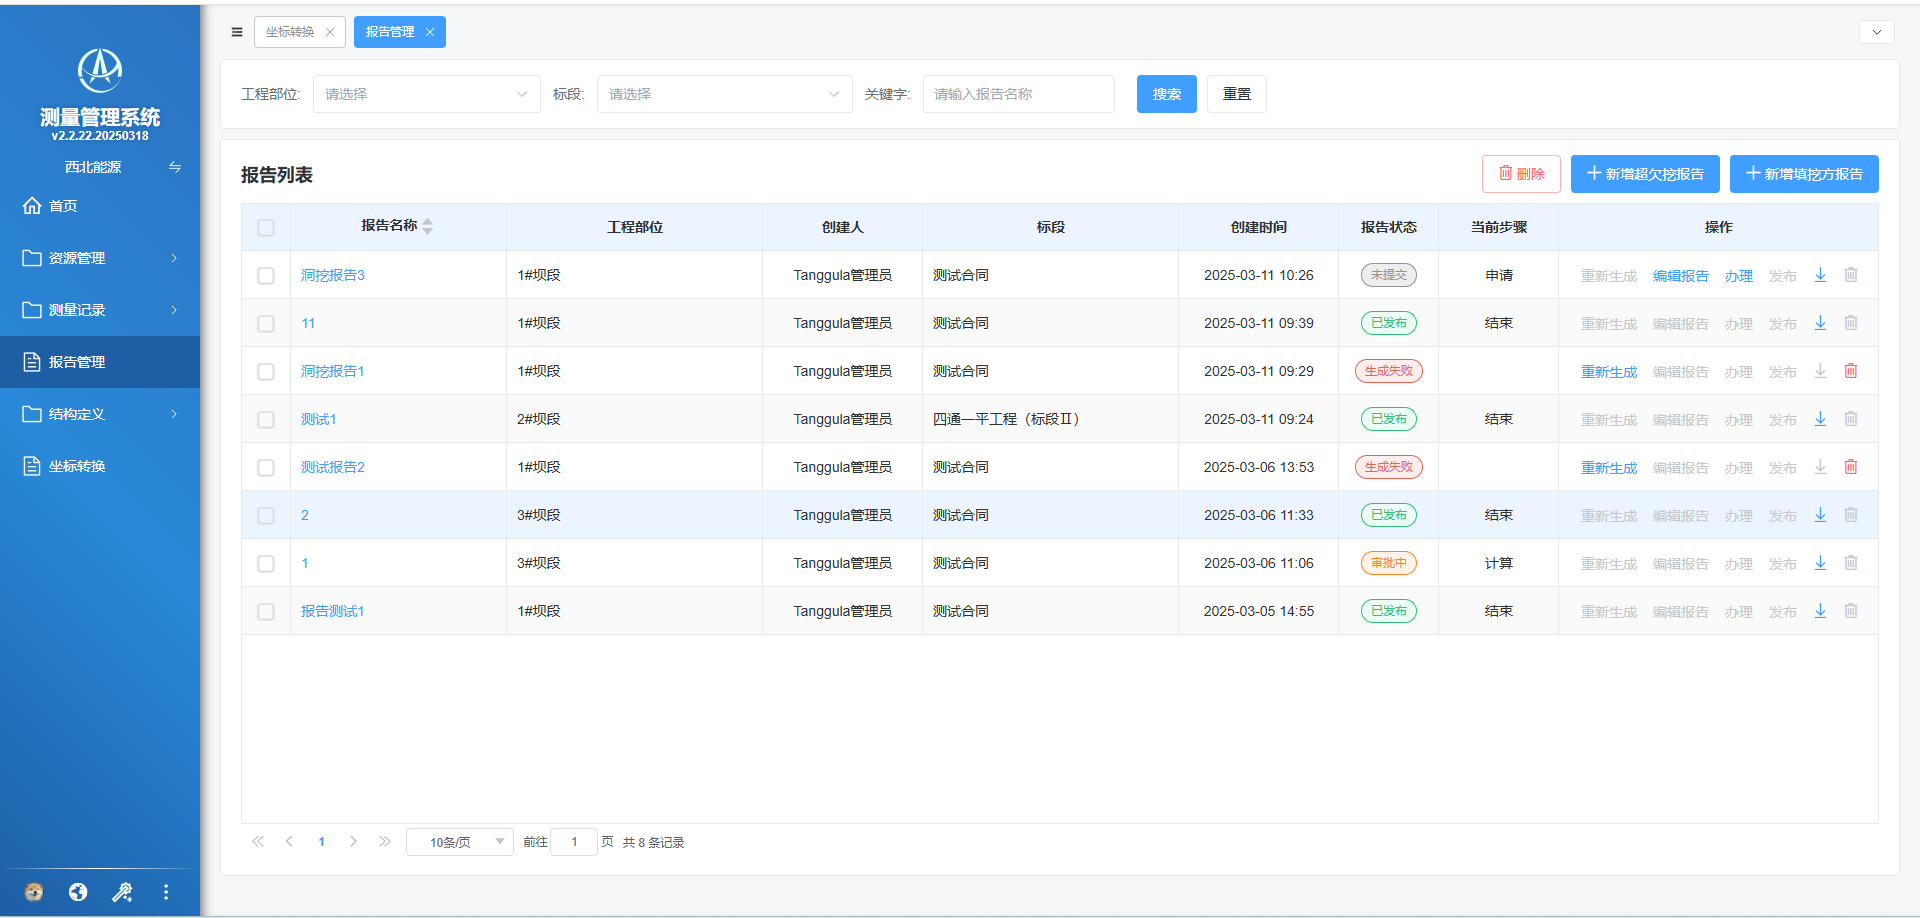 测量管理系统
v2.2.22.20250318
西北能源
首页
资源管理
测量记录
报告管理
结构定义
坐标转换
坐标转换 报告管理
工程部位: 请选择 标段: 请选择 关键字: 请输入报告名称 搜索 重置
报告列表 删除 新增超欠挖报告 新增填挖方报告
报告名称 工程部位 创建人 标段 创建时间 报告状态 当前步骤 操作
洞挖报告3 1#坝段 Tanggula管理员 测试合同 2025-03-11 10:26 未提交 申请 重新生成 编辑报告 办理 发布
11 1#坝段 Tanggula管理员 测试合同 2025-03-11 09:39 已发布 结束 重新生成 编辑报告 办理 发布
洞挖报告1 1#坝段 Tanggula管理员 测试合同 2025-03-11 09:29 生成失败 重新生成 编辑报告 办理 发布
测试1 2#坝段 Tanggula管理员 四通一平工程（标段Ⅱ） 2025-03-11 09:24 已发布 结束 重新生成 编辑报告 办理 发布
测试报告2 1#坝段 Tanggula管理员 测试合同 2025-03-06 13:53 生成失败 重新生成 编辑报告 办理 发布
2 3#坝段 Tanggula管理员 测试合同 2025-03-06 11:33 已发布 结束 重新生成 编辑报告 办理 发布
1 3#坝段 Tanggula管理员 测试合同 2025-03-06 11:06 审批中 计算 重新生成 编辑报告 办理 发布
报告测试1 1#坝段 Tanggula管理员 测试合同 2025-03-05 14:55 已发布 结束 重新生成 编辑报告 办理 发布
1 10条/页 前往 1 页 共 8 条记录